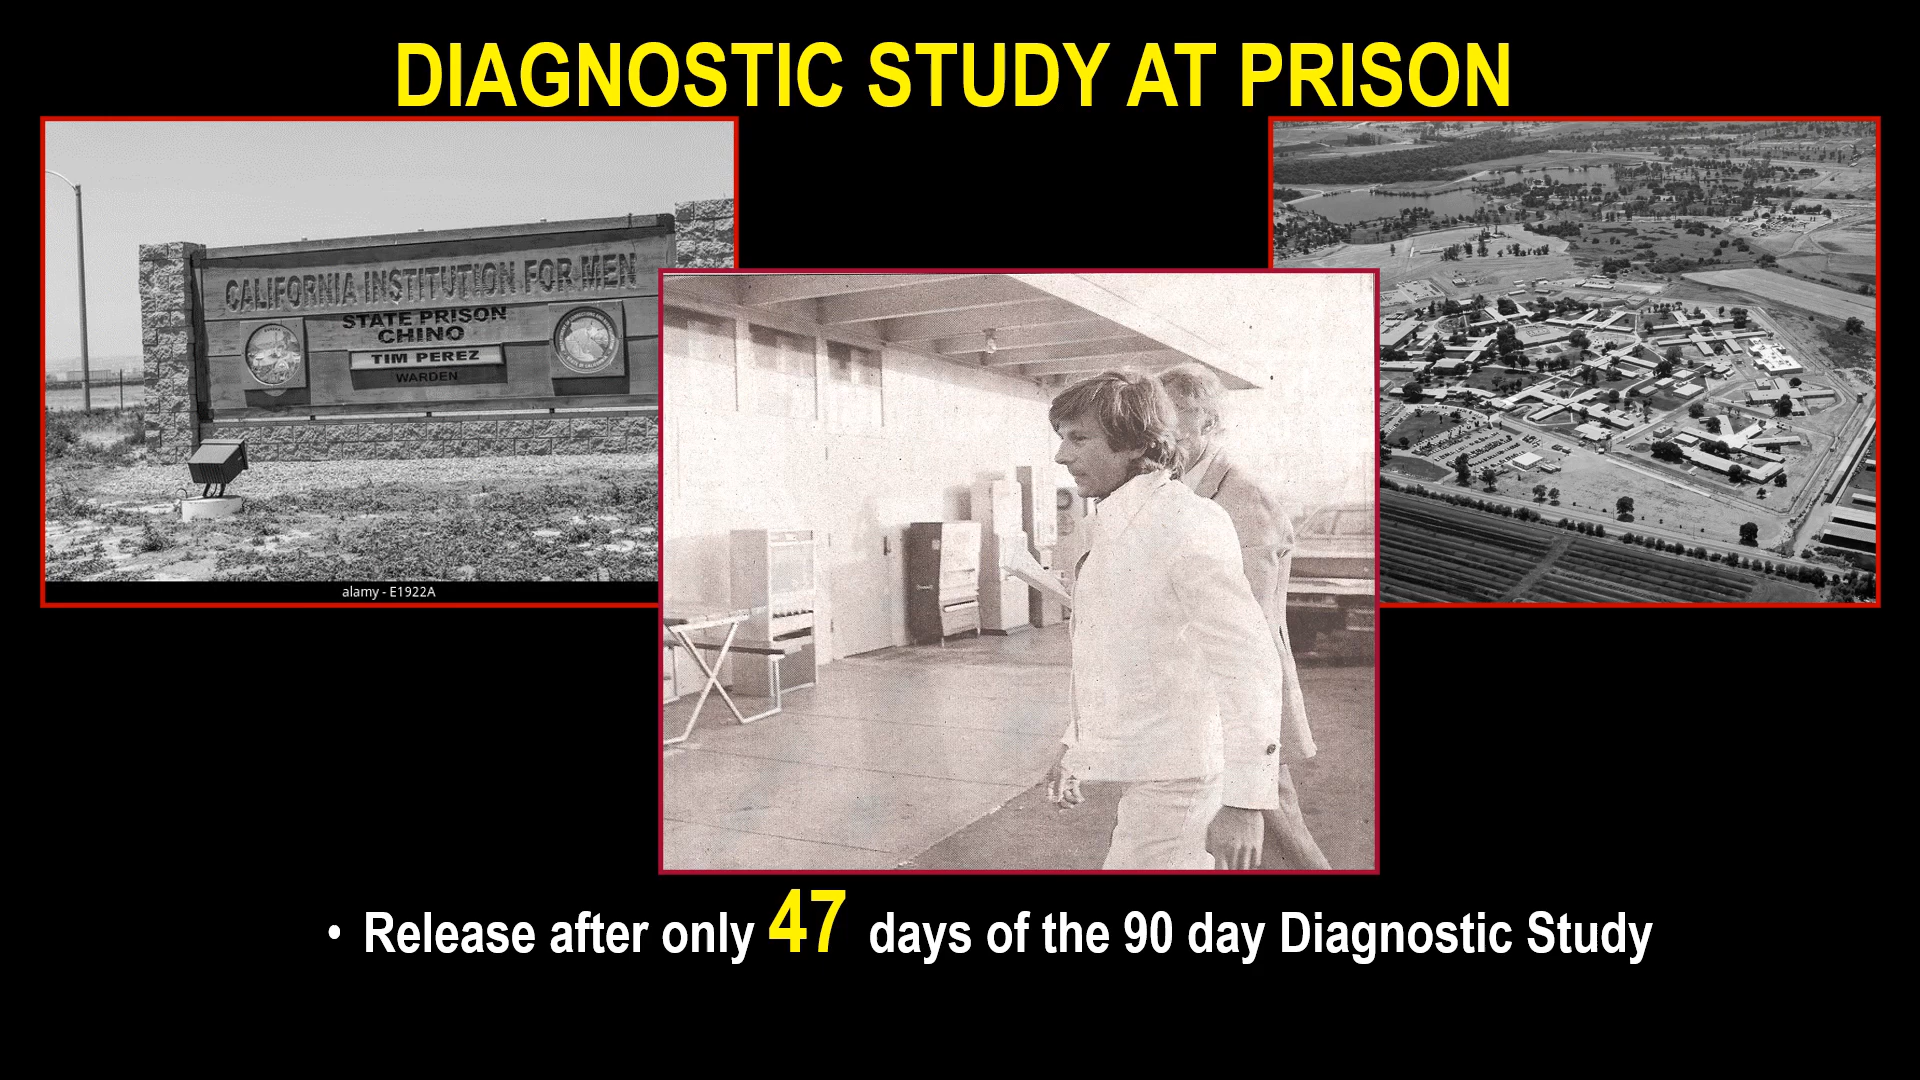 DIAGNOSTIC STUDY AT PRISON
CALIFORNIA INSTITUTION FOR MEN
STATE PRISON
CHINO
TIM PEREZ
WARDEN
alamy - E1922A
• Release after only 47 days of the 90 day Diagnostic Study